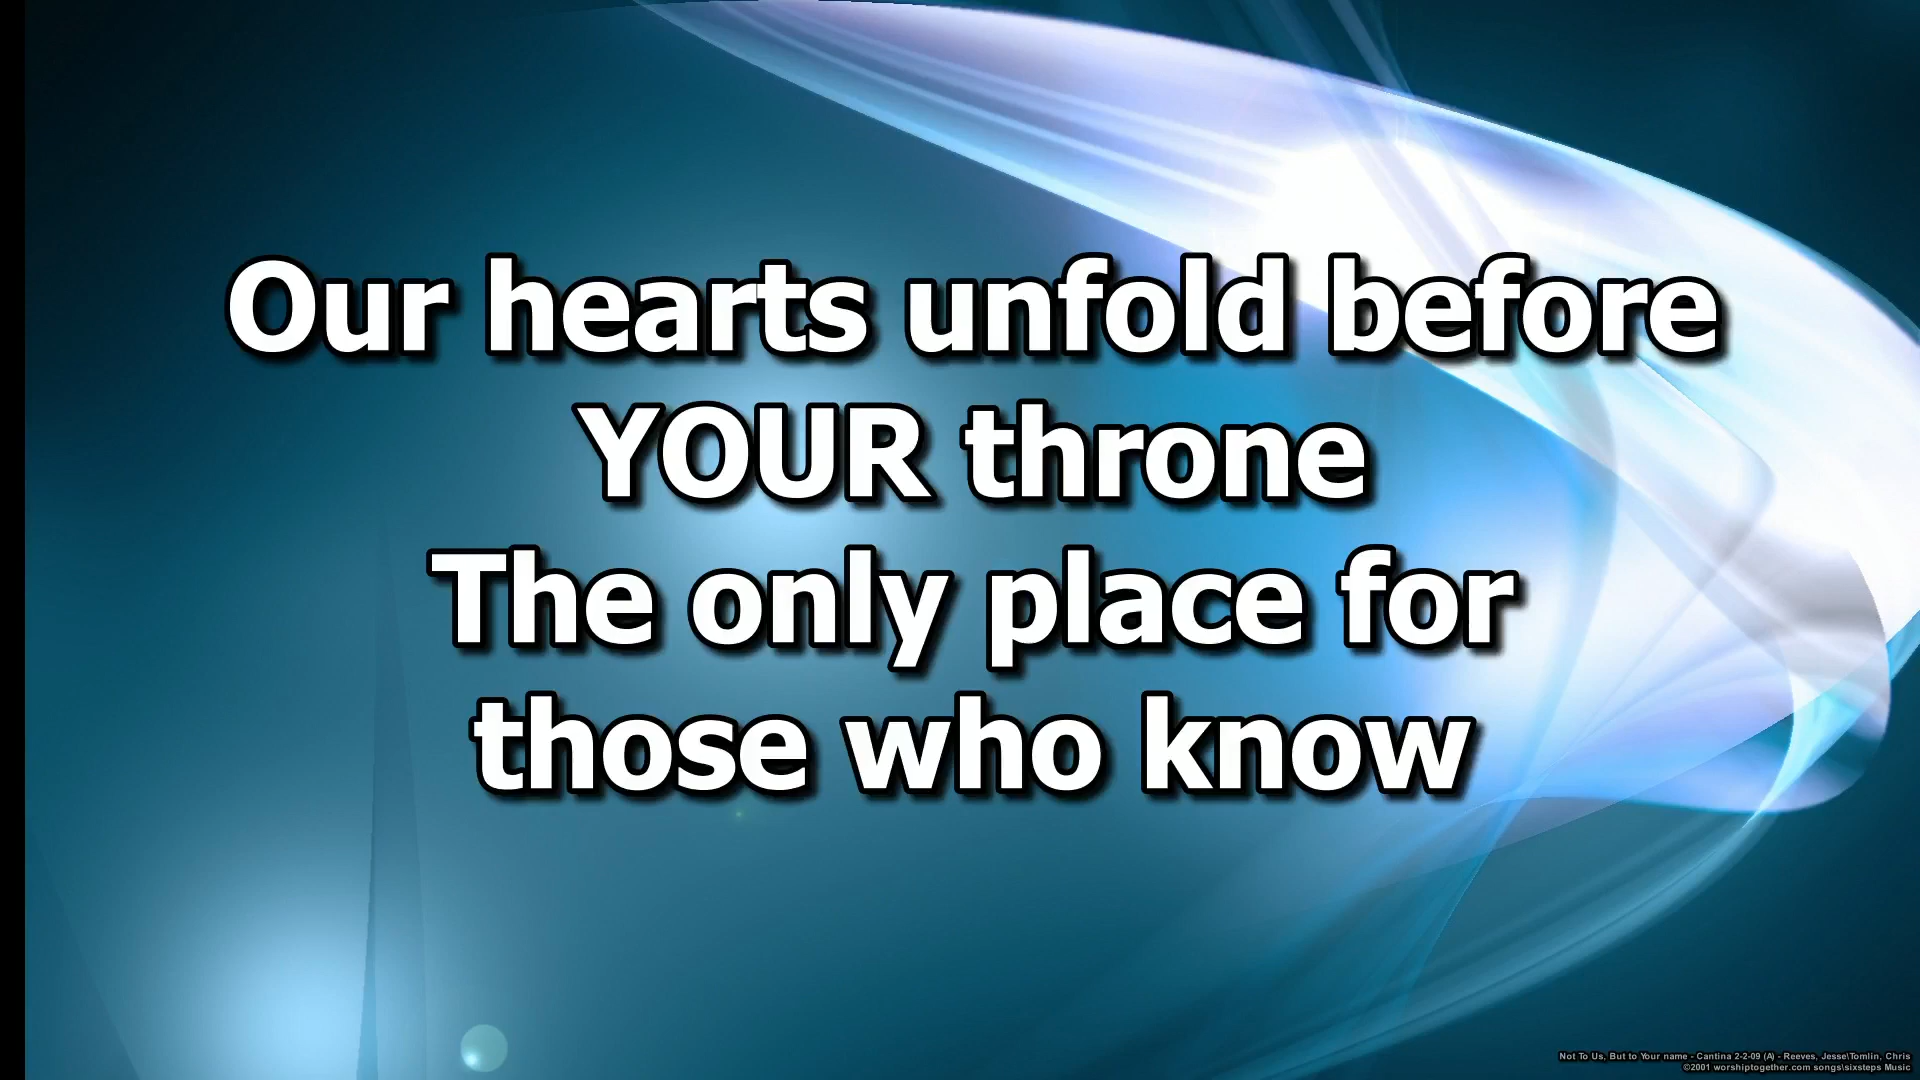 Our hearts unfold before
YOUR throne
The only place for
those who know
Not To Us, But to Your name - Cantina 2-2-09 (A) - Reeves, Jesse\Tomlin, Chris
©2001 worshiptogether.com songs\sixsteps Music